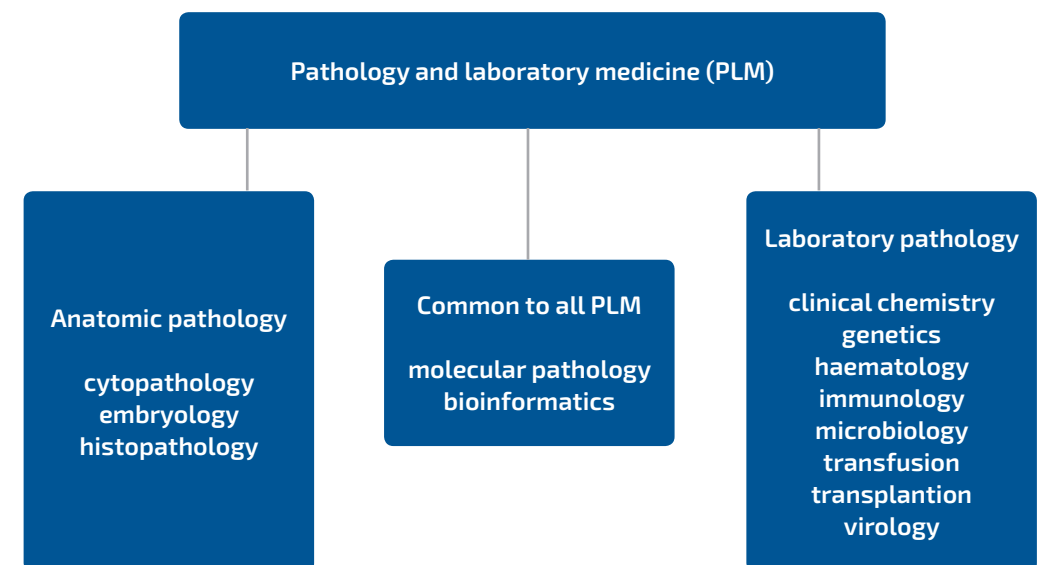 Pathology and laboratory medicine (PLM)
Anatomic pathology
cytopathology
embryology
histopathology
Common to all PLM
molecular pathology
bioinformatics
Laboratory pathology
clinical chemistry
genetics
haematology
immunology
microbiology
transfusion
transplantion
virology